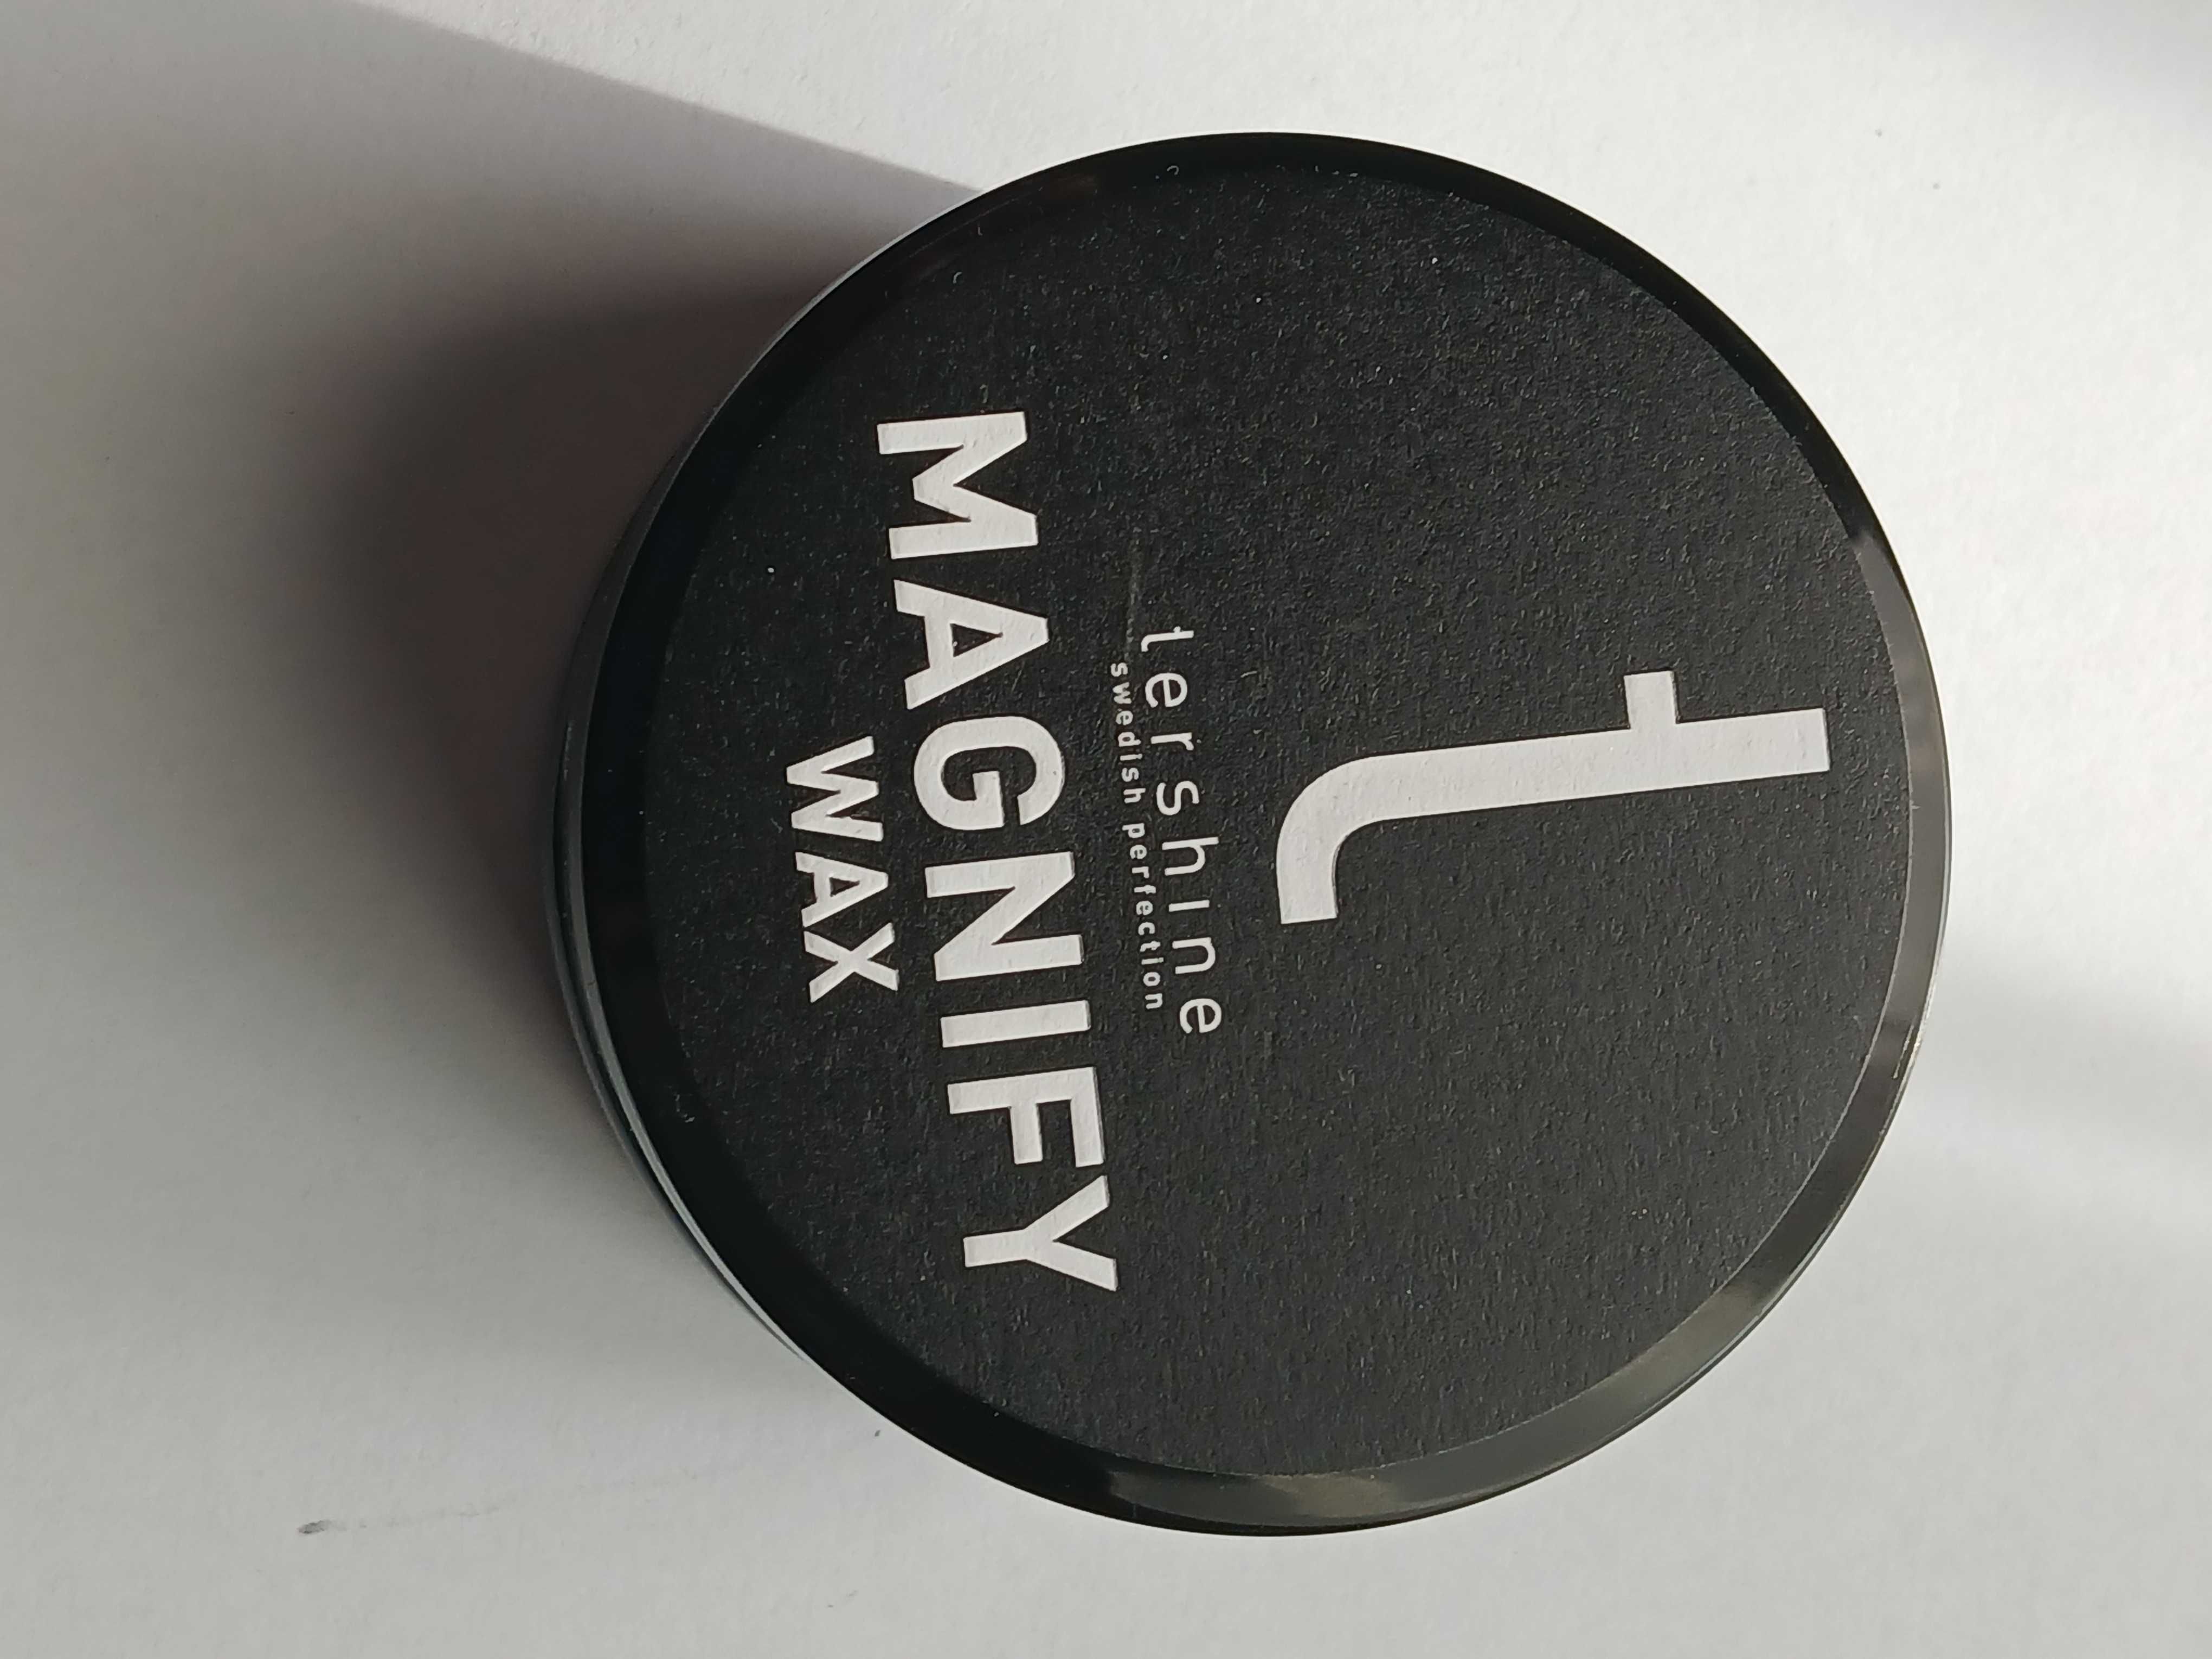 t
tershine
swedish perfection
MAGNIFY
WAX